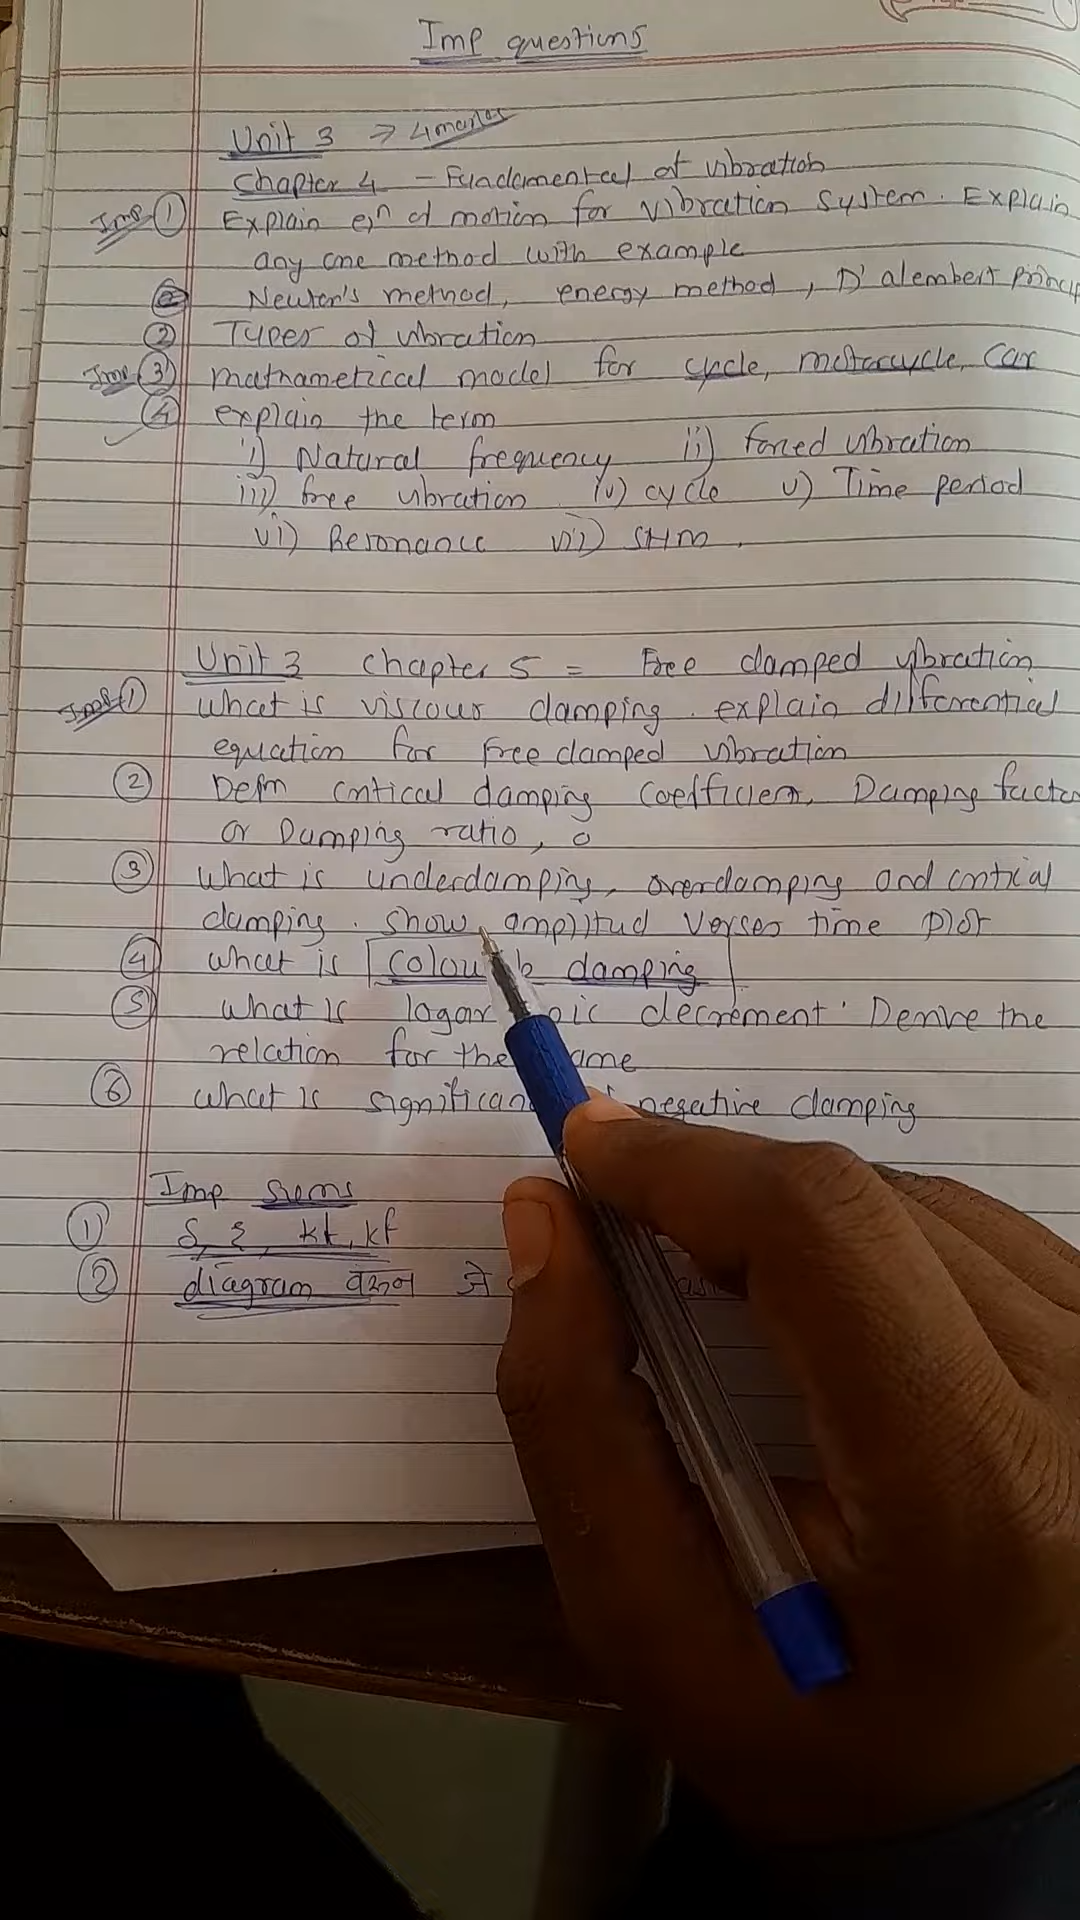 Imp questions
Unit 3 → 4 marks
Chapter 4 - Fundamental of vibration
Imp ① Explain eqn of motion for vibration system. Explain
any one method with example
Newton's method, energy method, D'alembert princip
② Types of vibration
Imp ③ mathametical model for cycle, motorcycle, Car
④ explain the term
i) Natural frequency ii) forced vibration
iii) free vibration iv) cycle v) Time period
vi) Resonance vii) SHM.
Unit 3 chapter 5 = Free damped vibration
Imp ① what is viscous damping. explain differential
equation for free damped vibration
② Defn critical damping coefficient, Damping facto
or Damping ratio,
③ what is underdamping, overdamping and critical
damping. Show amplitud verses time plot
④ what is damping
⑤ what is decrement. Derive the
relation for the
⑥ what is negative damping
Imp sums
① kt, kf
② diagram वरून जे